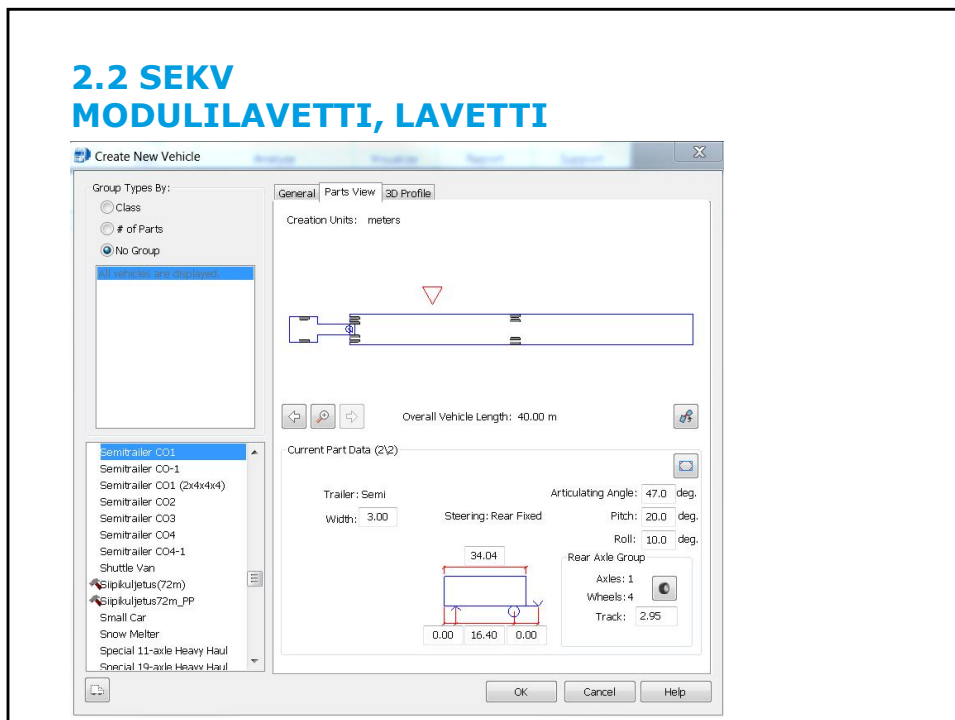 2.2 SEKV
MODULILAVETTI, LAVETTI
Create New Vehicle
Analyze Visualize Report Support
Group Types By:
Class
# of Parts
No Group
All vehicles are displayed.
General Parts View 3D Profile
Creation Units: meters
Overall Vehicle Length: 40.00 m
Semitrailer CO1
Semitrailer CO-1
Semitrailer CO1 (2x4x4x4)
Semitrailer CO2
Semitrailer CO3
Semitrailer CO4
Semitrailer CO4-1
Shuttle Van
Siipikuljetus(72m)
Siipikuljetus72m_PP
Small Car
Snow Melter
Special 11-axle Heavy Haul
Special 19-axle Heavy Haul
Current Part Data (2\2)
Trailer: Semi
Width: 3.00
Steering: Rear Fixed
Articulating Angle: 47.0 deg.
Pitch: 20.0 deg.
Roll: 10.0 deg.
34.04
0.00 16.40 0.00
Rear Axle Group
Axles: 1
Wheels: 4
Track: 2.95
OK Cancel Help